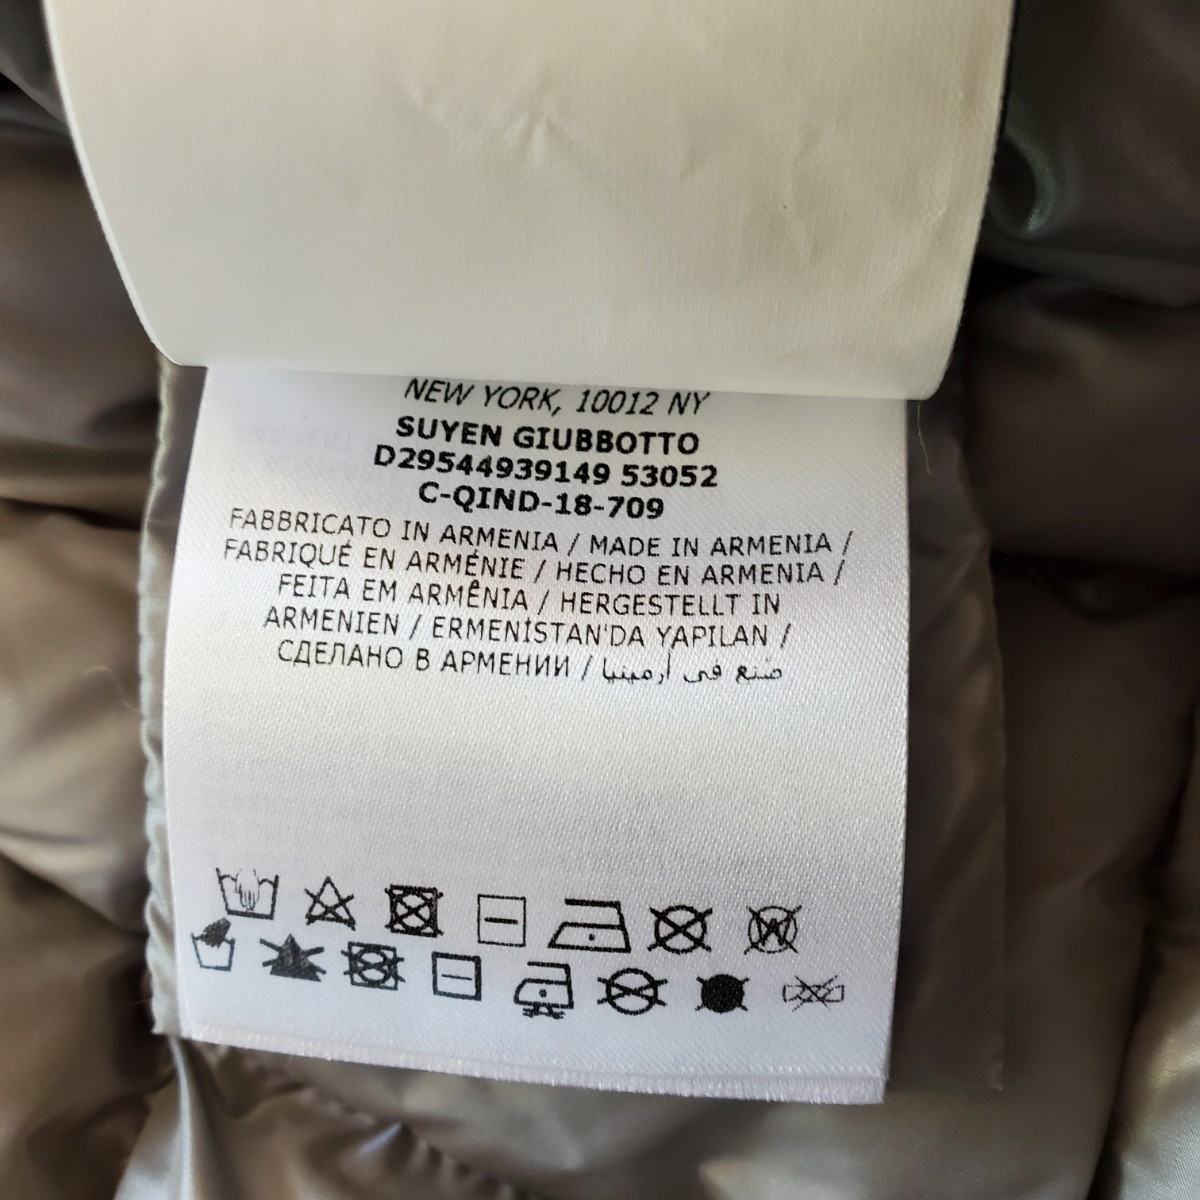 NEW YORK, 10012 NY
SUYEN GIUBBOTTO
D29544939149 53052
C-QIND-18-709
FABBRICATO IN ARMENIA / MADE IN ARMENIA /
FABRIQUÉ EN ARMÉNIE / HECHO EN ARMENIA /
FEITA EM ARMÊNIA / HERGESTELLT IN
ARMENIEN / ERMENİSTAN'DA YAPILAN /
СДЕЛАНО В АРМЕНИИ / صنع في أرمينيا
W